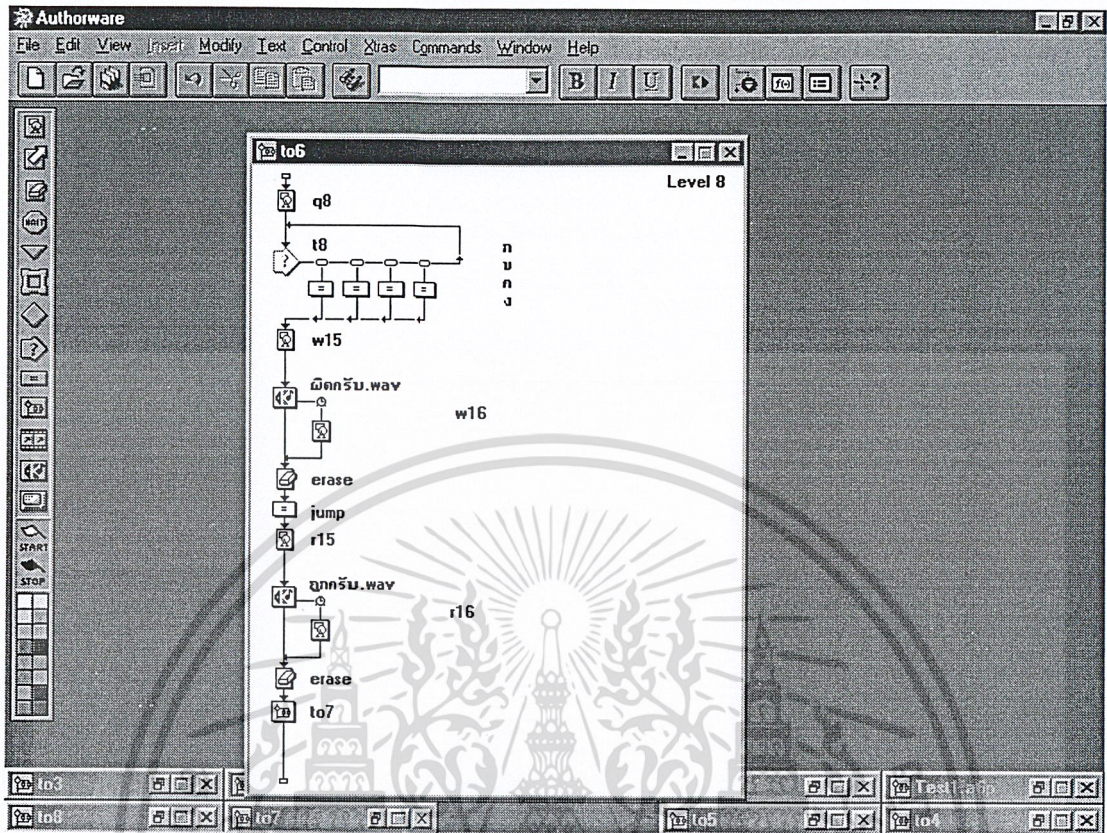 Authorware
File Edit View Insert Modify Text Control Xtras Commands Window Help
B I U
to6
Level 8
q8
t8
ก
ข
ค
ง
w15
ผิดครับ.wav
w16
erase
jump
r15
ถูกครับ.wav
r16
erase
to7
WAIT
START
STOP
to3
to8
to7
to5
to4